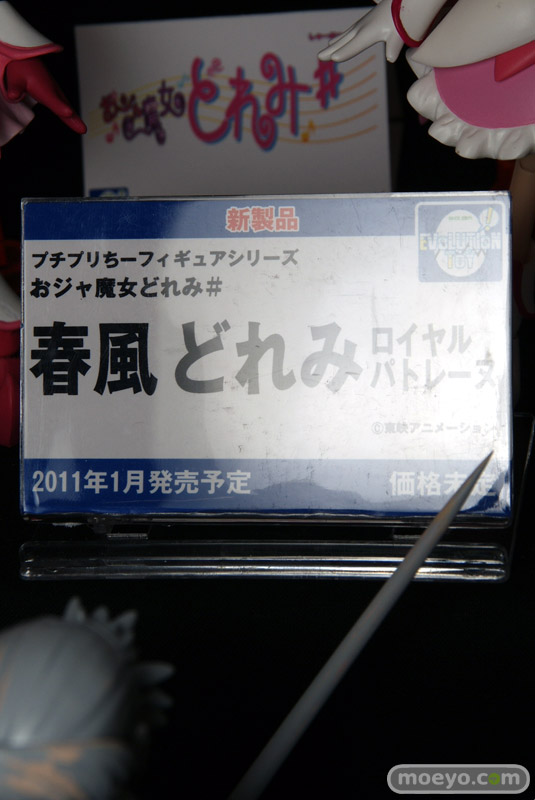 おジャ魔女
どれみ#
新製品
EVOLUTION
TOY
プチプリちーフィギュアシリーズ
おジャ魔女どれみ#
春風どれみ
ロイヤル
パトレーヌ
©東映アニメーション
2011年1月発売予定
価格未定
moeyo.com